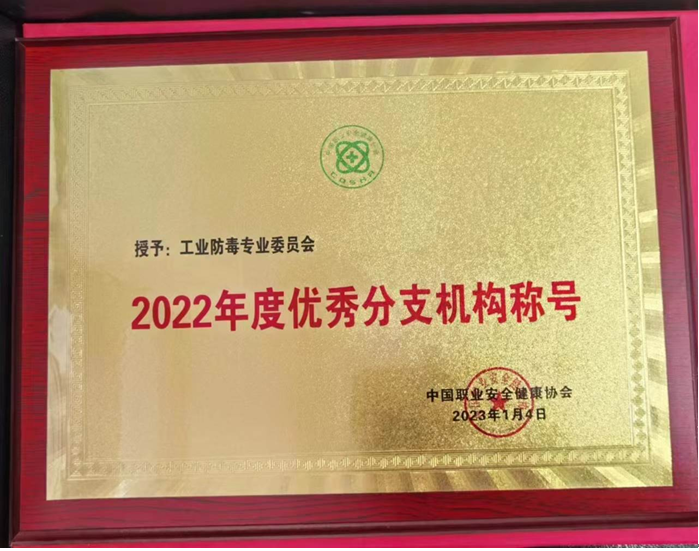 COSHA
授予：工业防毒专业委员会
2022年度优秀分支机构称号
中国职业安全健康协会
2023年1月4日